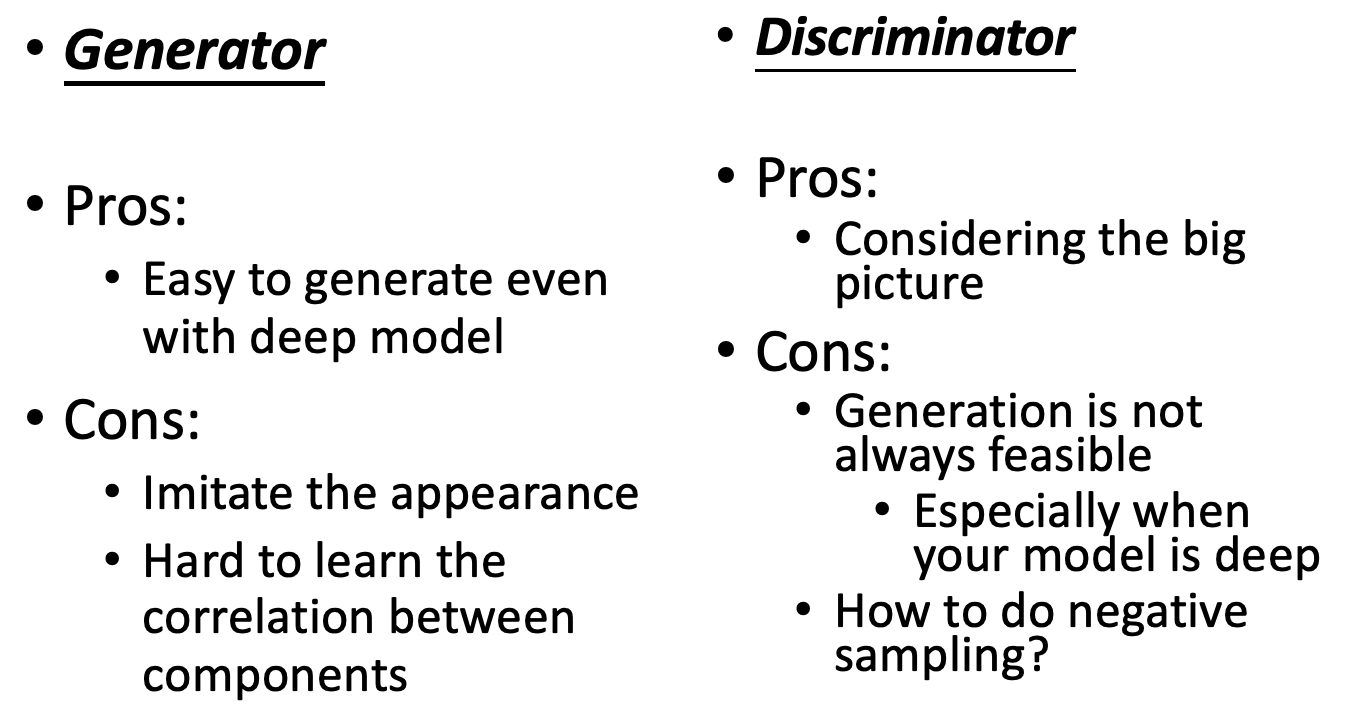 • Generator
• Pros:
• Easy to generate even
with deep model
• Cons:
• Imitate the appearance
• Hard to learn the
correlation between
components
• Discriminator
• Pros:
• Considering the big
picture
• Cons:
• Generation is not
always feasible
• Especially when
your model is deep
• How to do negative
sampling?